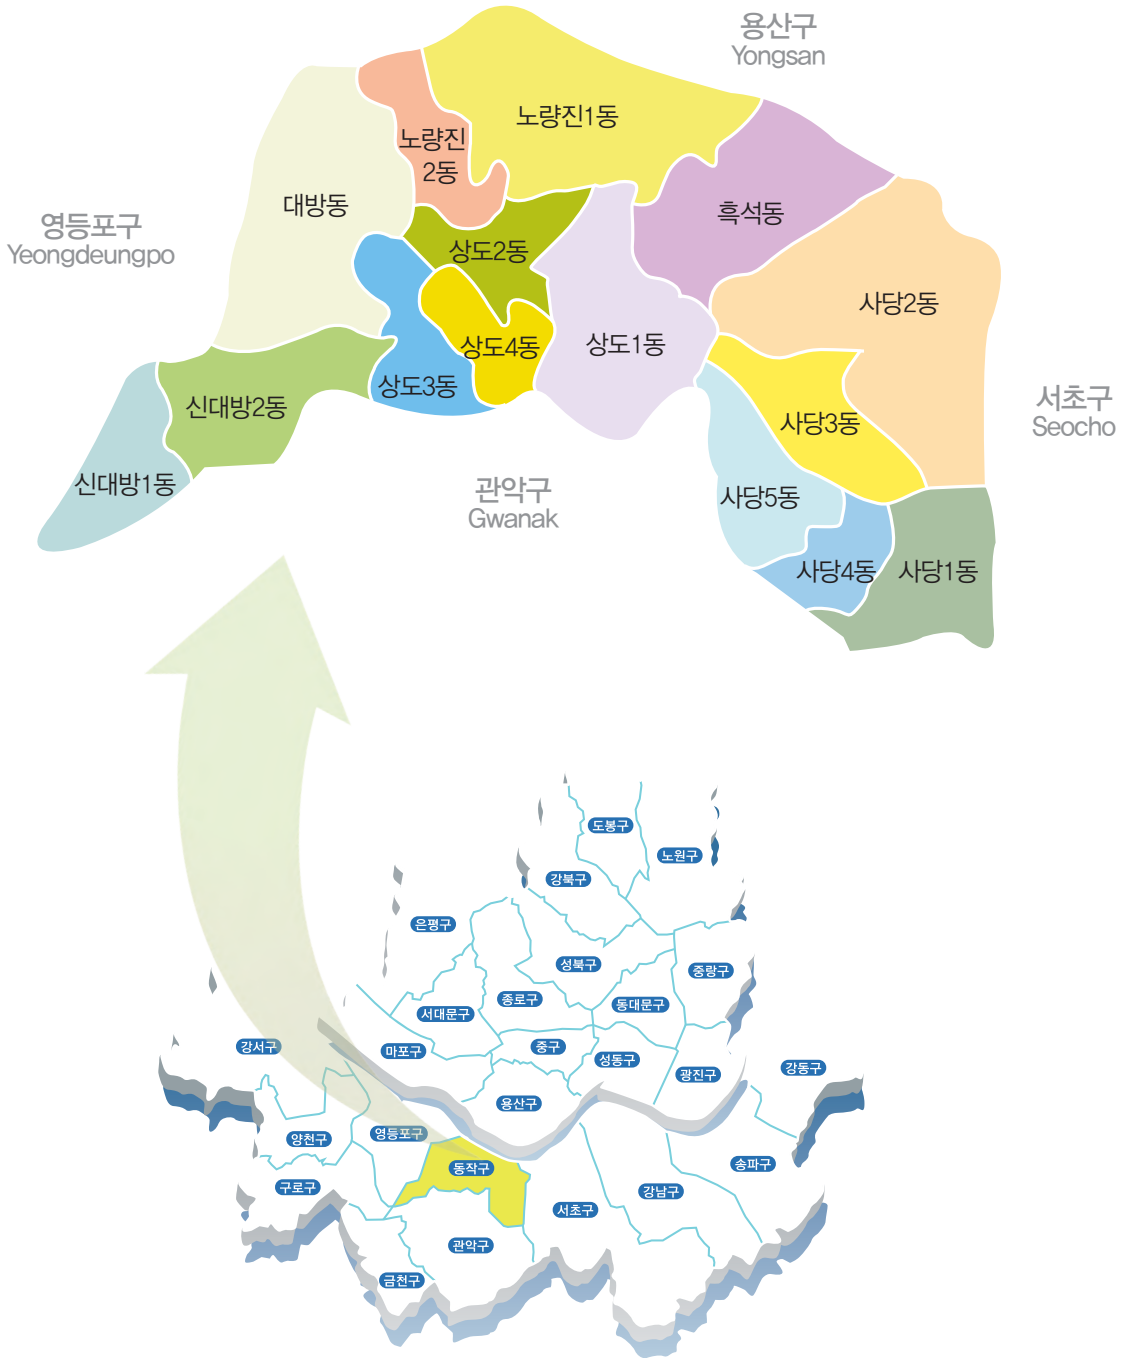 용산구
Yongsan
노량진1동
노량진
2동
대방동
흑석동
영등포구
Yeongdeungpo
상도2동
사당2동
상도4동
상도1동
상도3동
신대방2동
서초구
Seocho
사당3동
신대방1동
관악구
Gwanak
사당5동
사당4동
사당1동
도봉구
노원구
강북구
은평구
성북구
중랑구
종로구
동대문구
서대문구
강서구
마포구
중구
성동구
광진구
강동구
용산구
양천구
영등포구
동작구
송파구
구로구
강남구
서초구
관악구
금천구